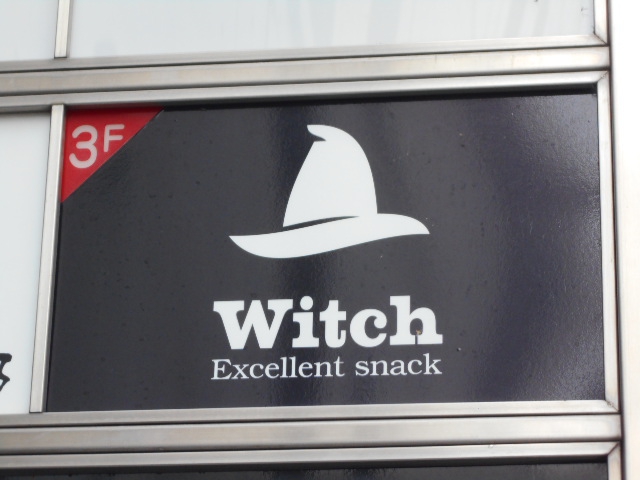 3F
Witch
Excellent snack